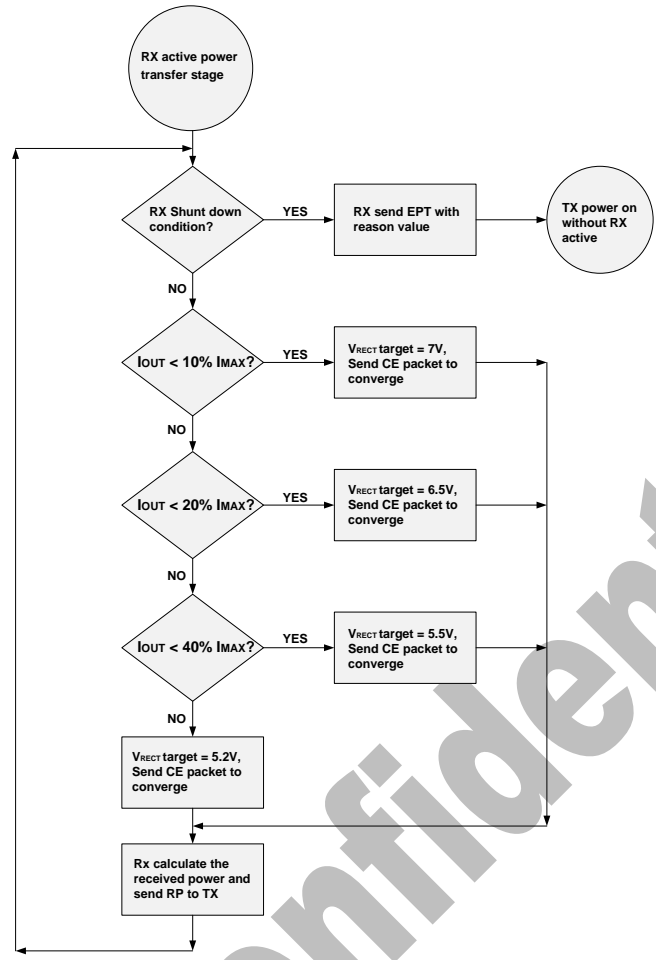 RX active power
transfer stage
RX Shunt down
condition?
YES
RX send EPT with
reason value
TX power on
without RX
active
NO
IOUT < 10% IMAX?
YES
VRECT target = 7V,
Send CE packet to
converge
NO
IOUT < 20% IMAX?
YES
VRECT target = 6.5V,
Send CE packet to
converge
NO
IOUT < 40% IMAX?
YES
VRECT target = 5.5V,
Send CE packet to
converge
NO
VRECT target = 5.2V,
Send CE packet to
converge
Rx calculate the
received power and
send RP to TX